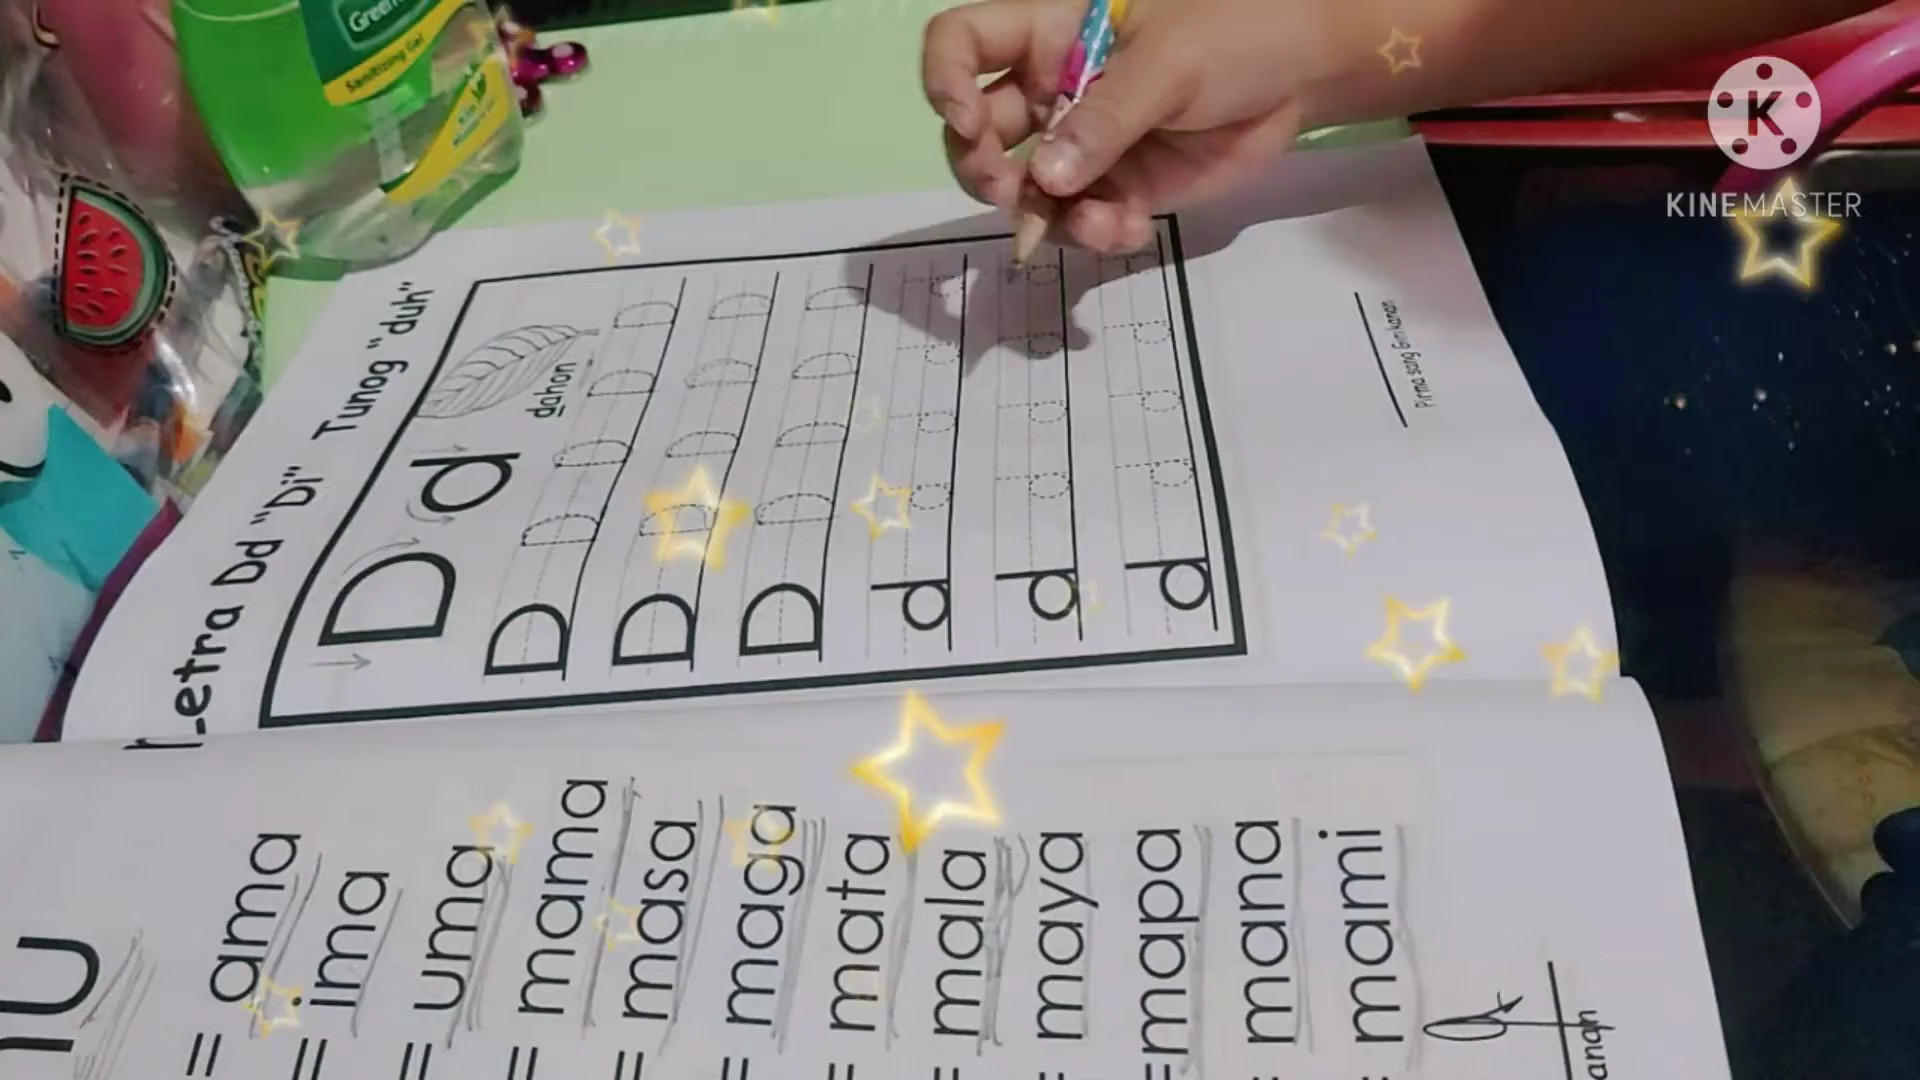 Green
Sanitizing Gel
K
KINEMASTER
Letra Dd "Di" Tunog "duh"
D d
dahon
D D D D D
D D D D D
D D D D D
d d d d d
d d d d d
d d d d d
Pirma sang Ginikanan
= ama
= ima
= uma
= mama
= masa
= maga
= mata
= mala
= maya
= mapa
= mana
= mami